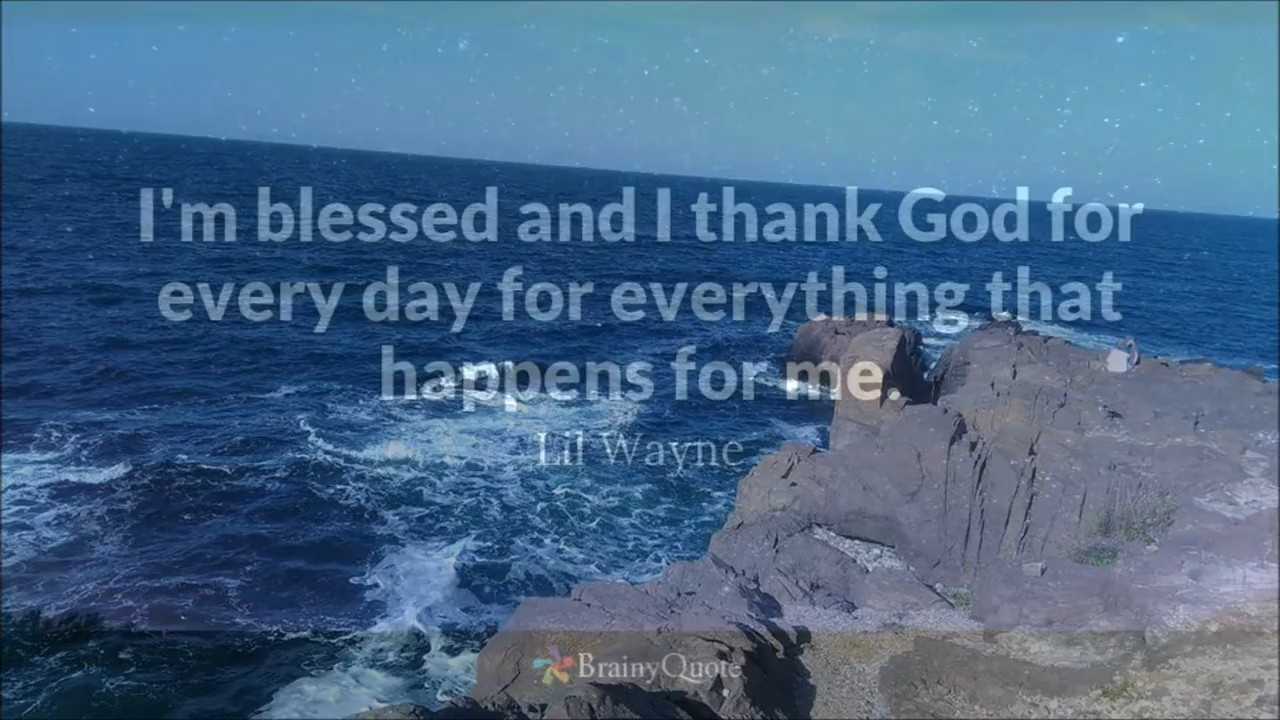 I'm blessed and I thank God for
every day for everything that
happens for me.
Lil Wayne
BrainyQuote